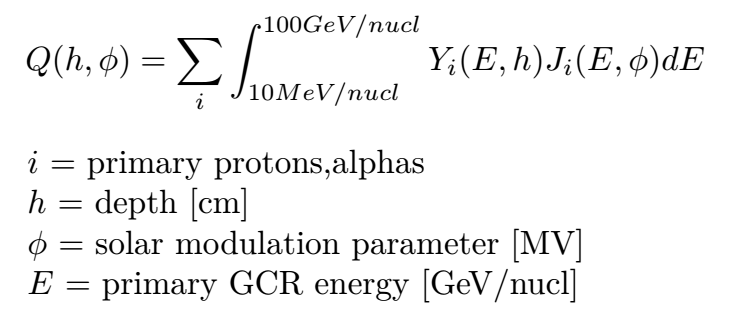 Q(h, ϕ) = ∑_i ∫_{10MeV/nucl}^{100GeV/nucl} Y_i(E, h)J_i(E, ϕ)dE
i = primary protons,alphas
h = depth [cm]
ϕ = solar modulation parameter [MV]
E = primary GCR energy [GeV/nucl]